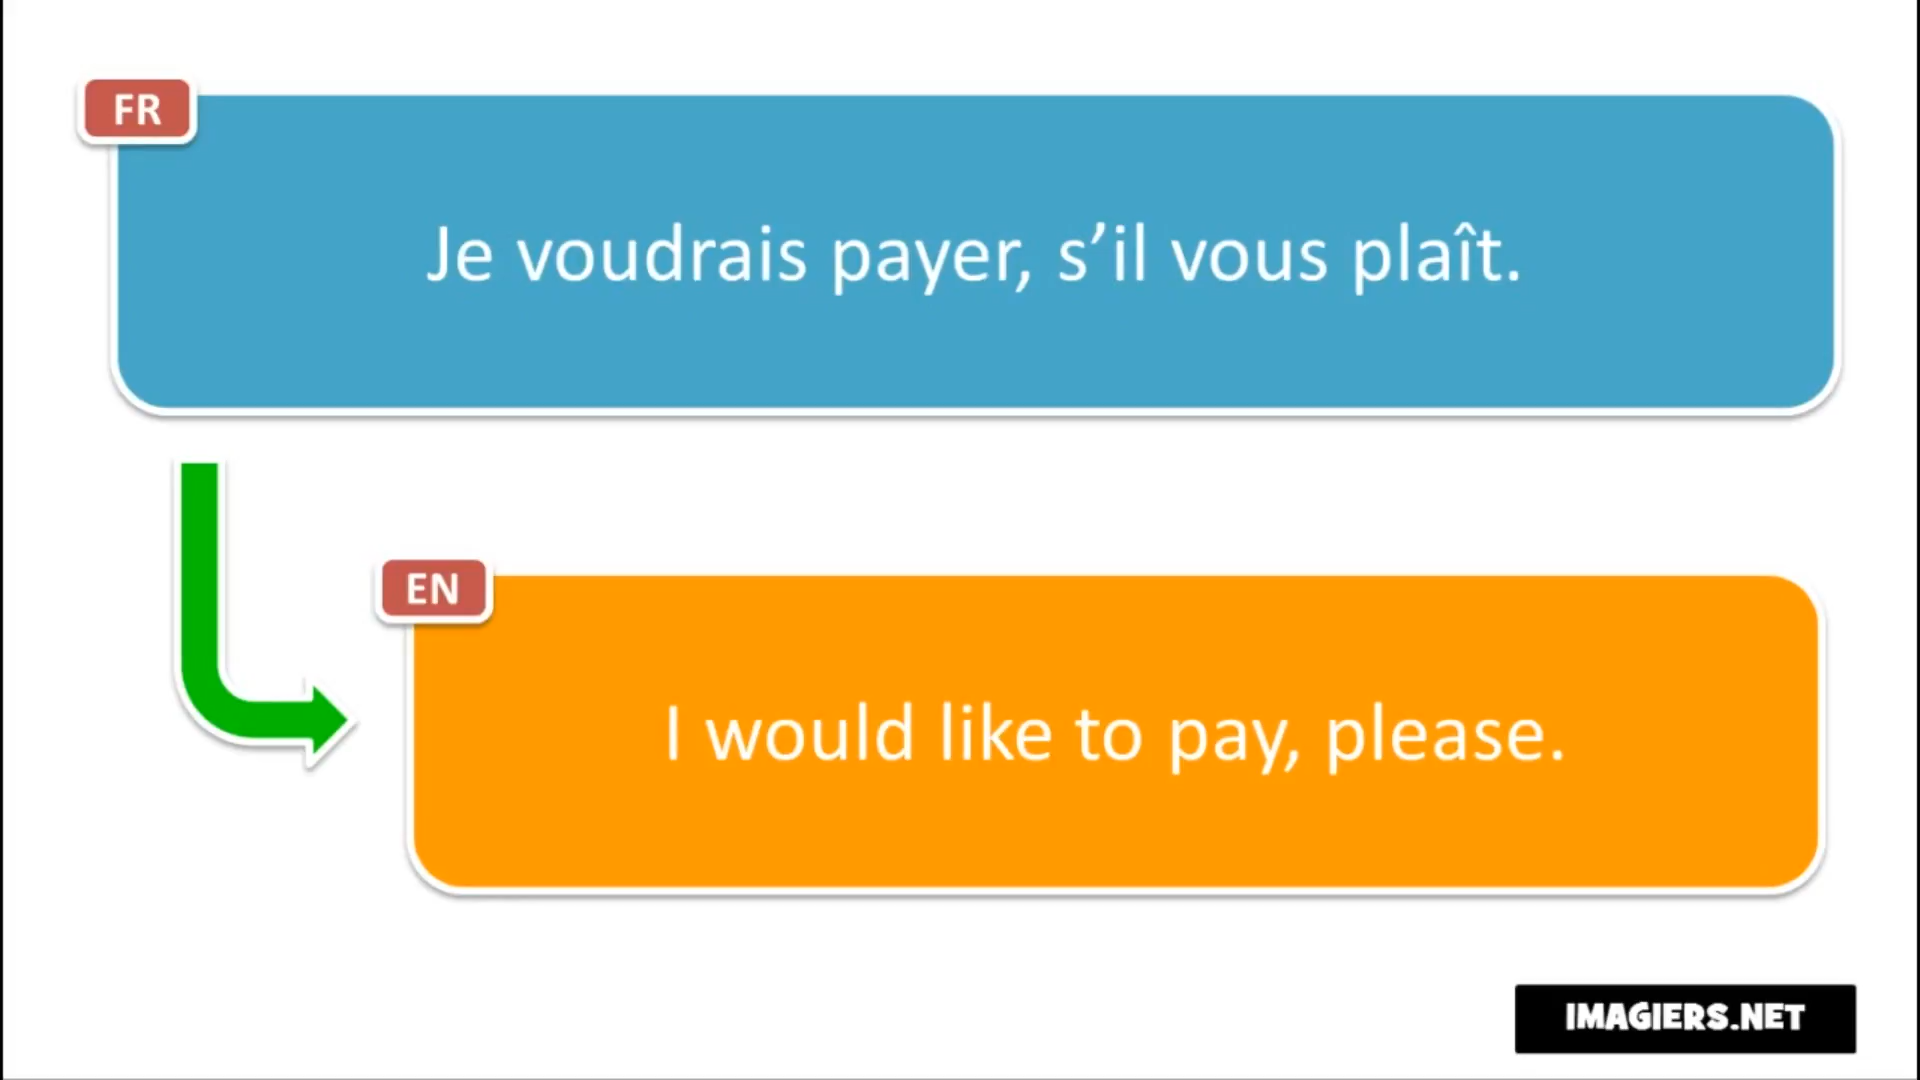 FR
Je voudrais payer, s’il vous plaît.
EN
I would like to pay, please.
IMAGIERS.NET